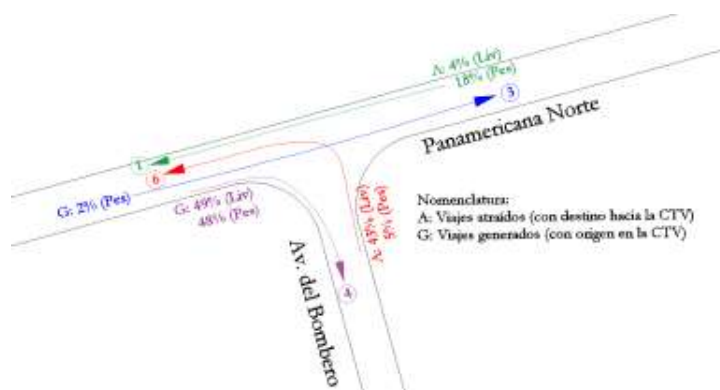 A: 4% (Liv)
18% (Pes)
3
1
Panamericana Norte
6
G: 2% (Pes)
G: 49% (Liv)
48% (Pes)
A: 45% (Liv)
5% (Pes)
Nomenclatura:
A: Viajes atraídos (con destino hacia la CTV)
G: Viajes generados (con origen en la CTV)
Av. del Bombero
4